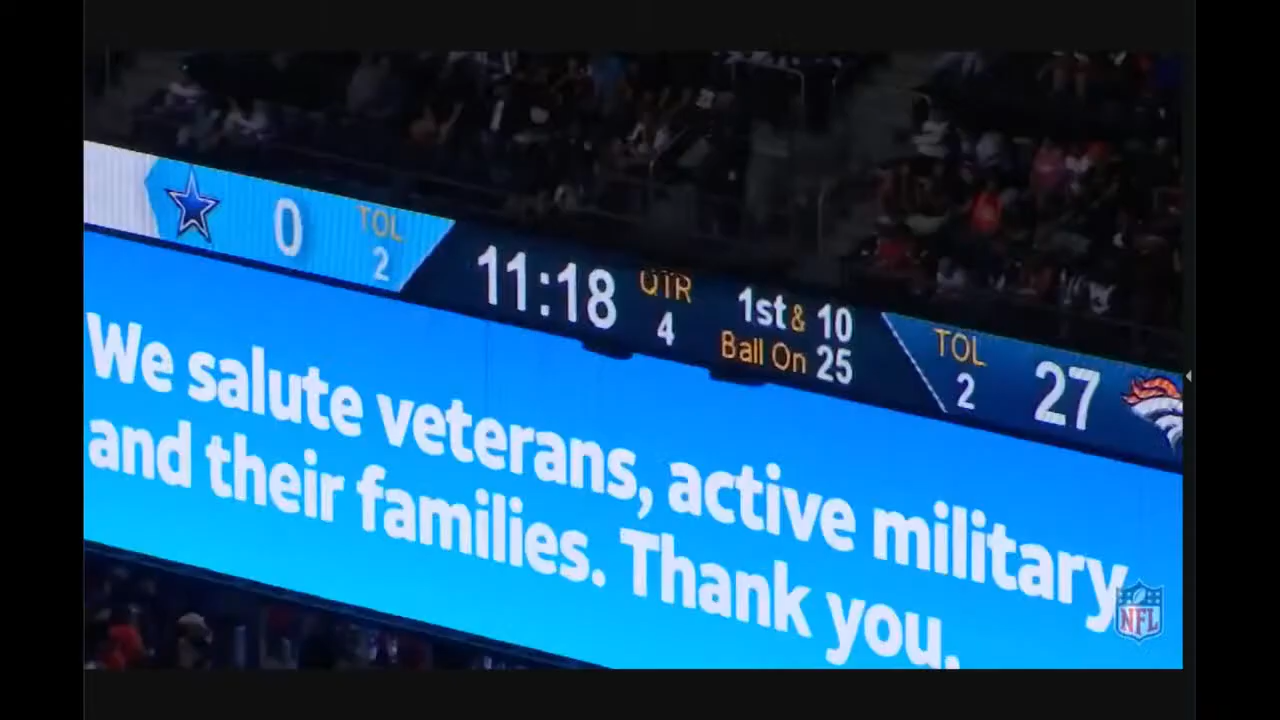 0 TOL 2
11:18 QTR 4
1st & 10
Ball On 25
TOL 2 27
We salute veterans, active military
and their families. Thank you.
NFL